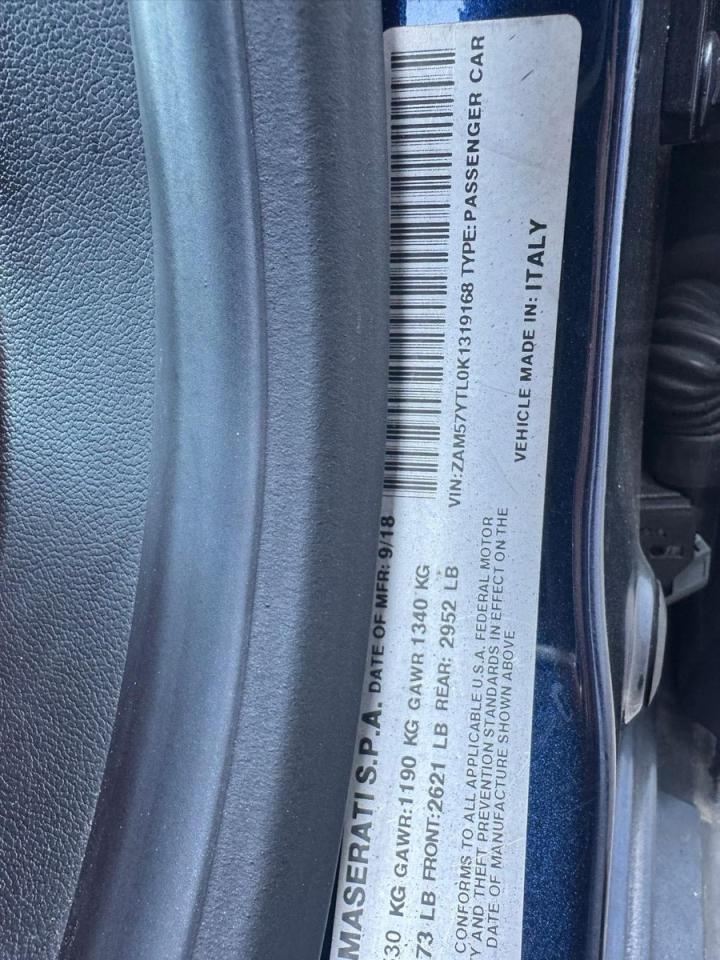 MASERATI S.P.A. DATE OF MFR: 9/18
30 KG GAWR:1190 KG GAWR 1340 KG
73 LB FRONT:2621 LB REAR: 2952 LB
CONFORMS TO ALL APPLICABLE U.S.A. FEDERAL MOTOR
Y AND THEFT PREVENTION STANDARDS IN EFFECT ON THE
DATE OF MANUFACTURE SHOWN ABOVE
VIN:ZAM57YTL0K1319168 TYPE:PASSENGER CAR
VEHICLE MADE IN: ITALY